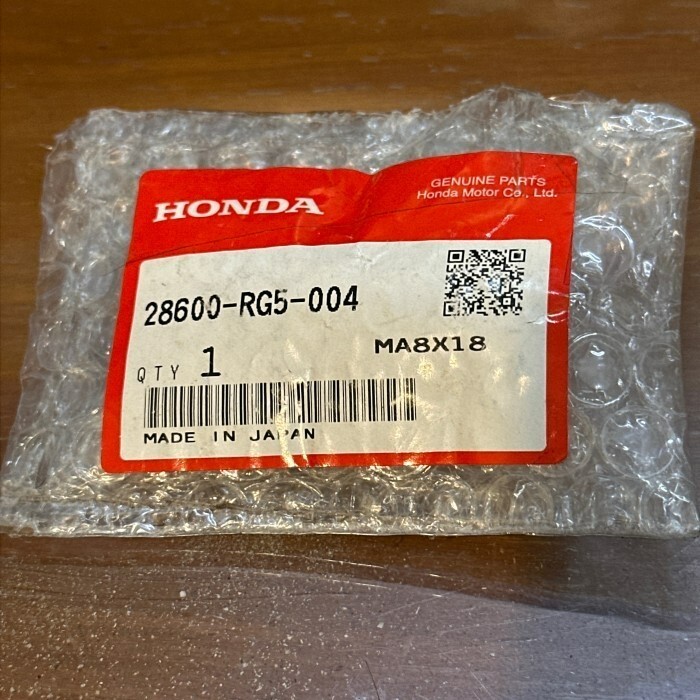 HONDA
GENUINE PARTS
Honda Motor Co., Ltd.
28600-RG5-004
MA8X18
QTY 1
MADE IN JAPAN